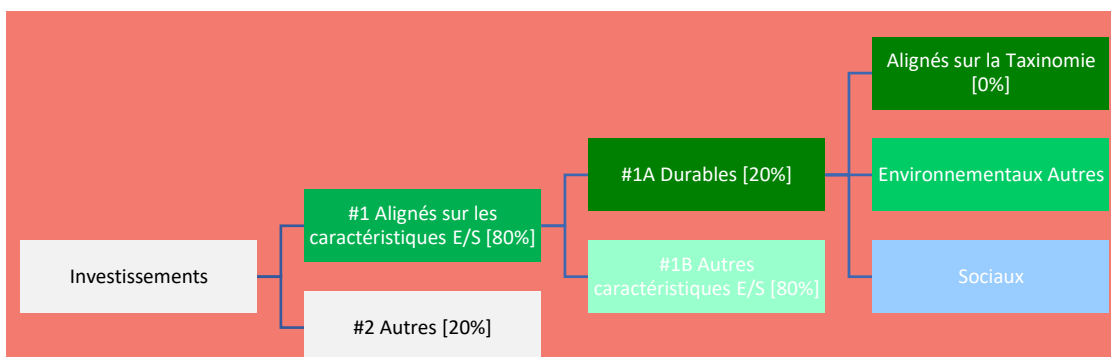 Investissements
#1 Alignés sur les
caractéristiques E/S [80%]
#2 Autres [20%]
#1A Durables [20%]
#1B Autres
caractéristiques E/S [80%]
Alignés sur la Taxinomie
[0%]
Environnementaux Autres
Sociaux